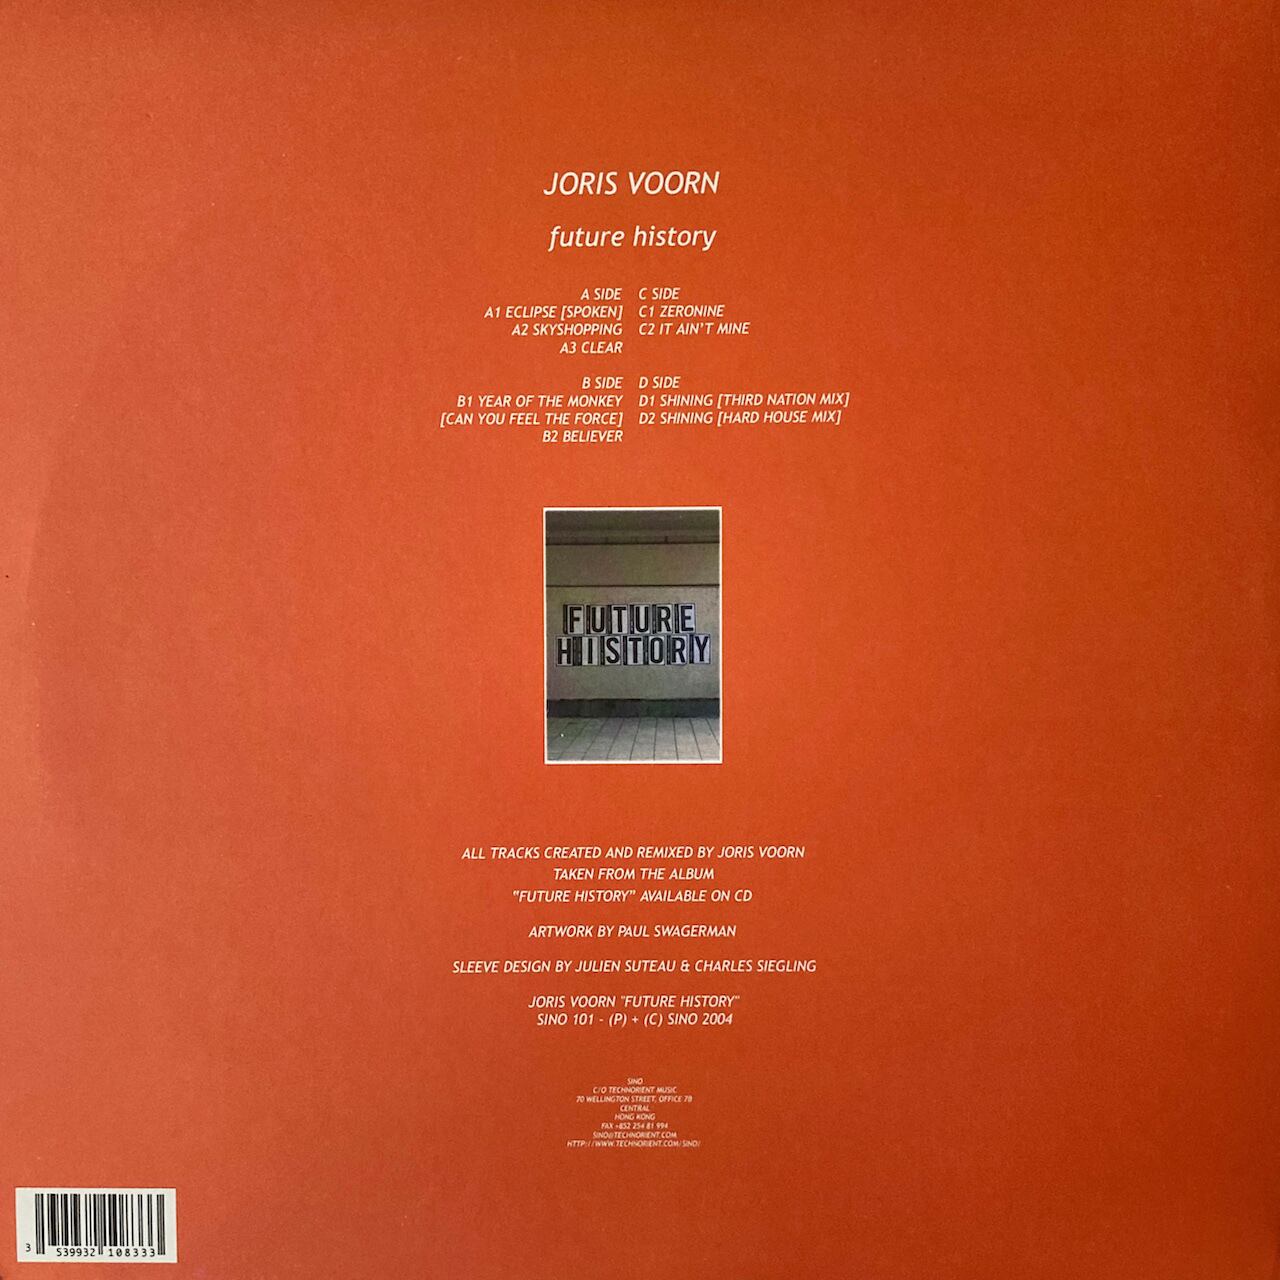 JORIS VOORN
future history
A SIDE
A1 ECLIPSE [SPOKEN]
A2 SKYSHOPPING
A3 CLEAR
C SIDE
C1 ZERONINE
C2 IT AIN'T MINE
B SIDE
B1 YEAR OF THE MONKEY
[CAN YOU FEEL THE FORCE]
B2 BELIEVER
D SIDE
D1 SHINING [THIRD NATION MIX]
D2 SHINING [HARD HOUSE MIX]
FUTURE
HISTORY
ALL TRACKS CREATED AND REMIXED BY JORIS VOORN
TAKEN FROM THE ALBUM
"FUTURE HISTORY" AVAILABLE ON CD
ARTWORK BY PAUL SWAGERMAN
SLEEVE DESIGN BY JULIEN SUTEAU & CHARLES SIEGLING
JORIS VOORN "FUTURE HISTORY"
SINO 101 - (P) + (C) SINO 2004
SINO
C/O TECHNORIENT MUSIC
70 WELLINGTON STREET, OFFICE 7B
CENTRAL
HONG KONG
FAX +852 254 81 994
SINO@TECHNORIENT.COM
HTTP://WWW.TECHNORIENT.COM/SINO/
3 539932 108333